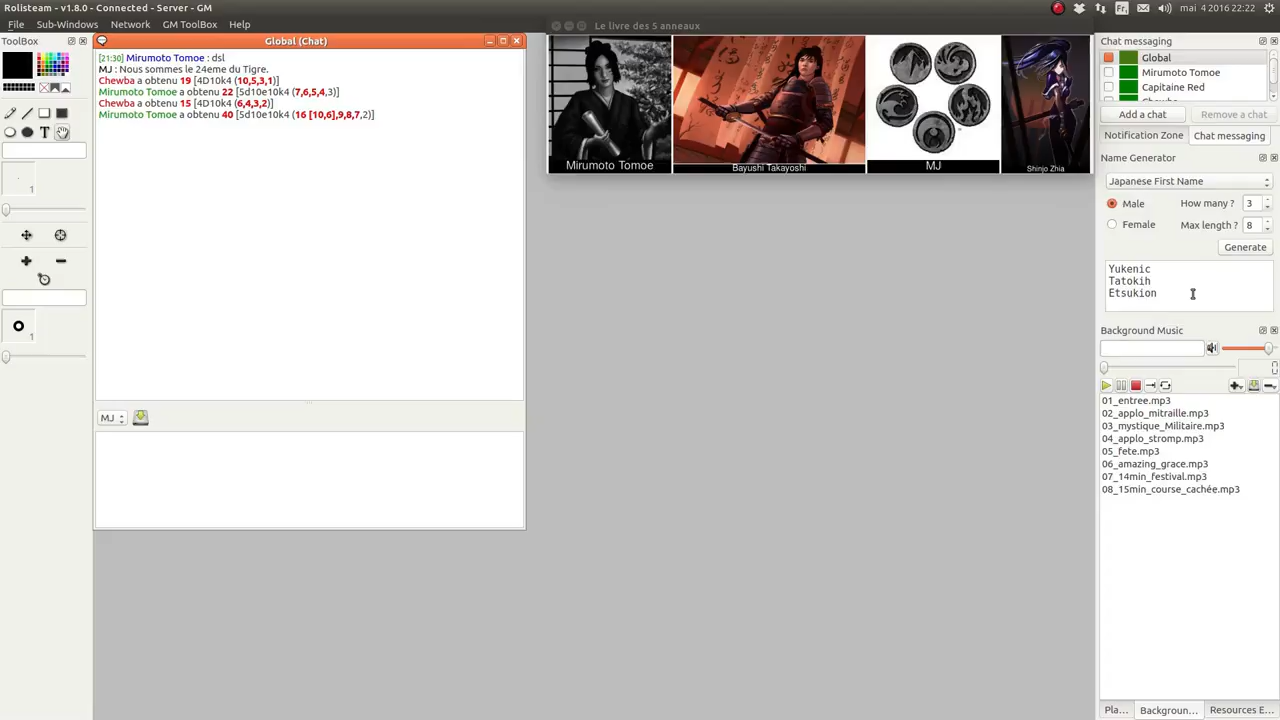 Rolisteam - v1.8.0 - Connected - Server - GM
Fr,
mai 4 2016 22:22
File Sub-Windows Network GM ToolBox Help
ToolBox
Global (Chat)
[21:30] Mirumoto Tomoe : dsl
MJ : Nous sommes le 24eme du Tigre.
Chewba a obtenu 19 [4D10k4 (10,5,3,1)]
Mirumoto Tomoe a obtenu 22 [5d10e10k4 (7,6,5,4,3)]
Chewba a obtenu 15 [4D10k4 (6,4,3,2)]
Mirumoto Tomoe a obtenu 40 [5d10e10k4 (16 [10,6],9,8,7,2)]
MJ
T
1
1
Le livre des 5 anneaux
Mirumoto Tomoe
Bayushi Takayoshi
MJ
Shinjo Zhia
Chat messaging
Global
Mirumoto Tomoe
Capitaine Red
Add a chat
Remove a chat
Notification Zone
Chat messaging
Name Generator
Japanese First Name
Male
How many ?
3
Female
Max length ?
8
Generate
Yukenic
Tatokih
Etsukion
Background Music
01_entree.mp3
02_applo_mitraille.mp3
03_mystique_Militaire.mp3
04_applo_stromp.mp3
05_fete.mp3
06_amazing_grace.mp3
07_14min_festival.mp3
08_15min_course_cachée.mp3
Pla...
Backgroun...
Resources E...